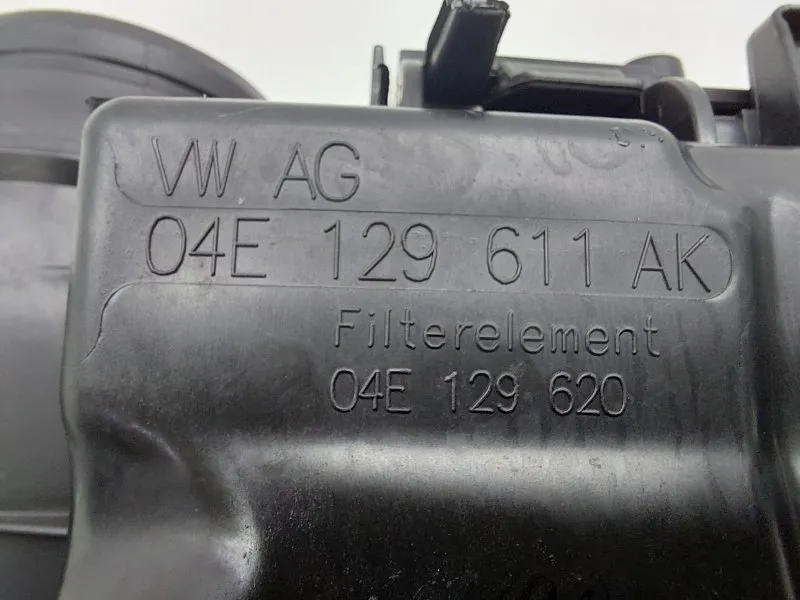 VW AG
04E 129 611 AK
Filterelement
04E 129 620